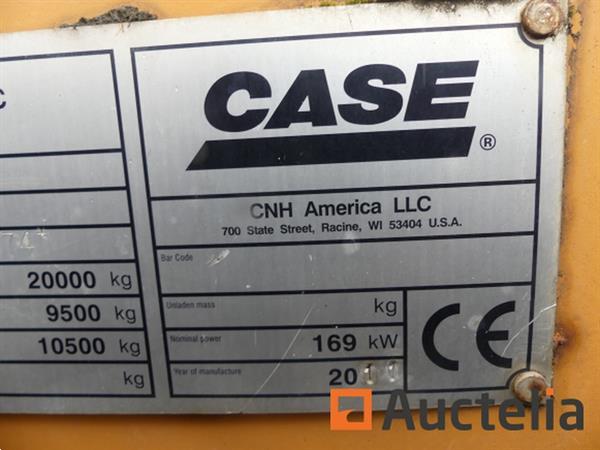 C
CASE
®
CNH America LLC
700 State Street, Racine, WI 53404 U.S.A.
Bar Code
20000 kg
9500 kg
10500 kg
kg
Unladen mass kg
Nominal power 169 kW
Year of manufacture 20
CE
Auctelia